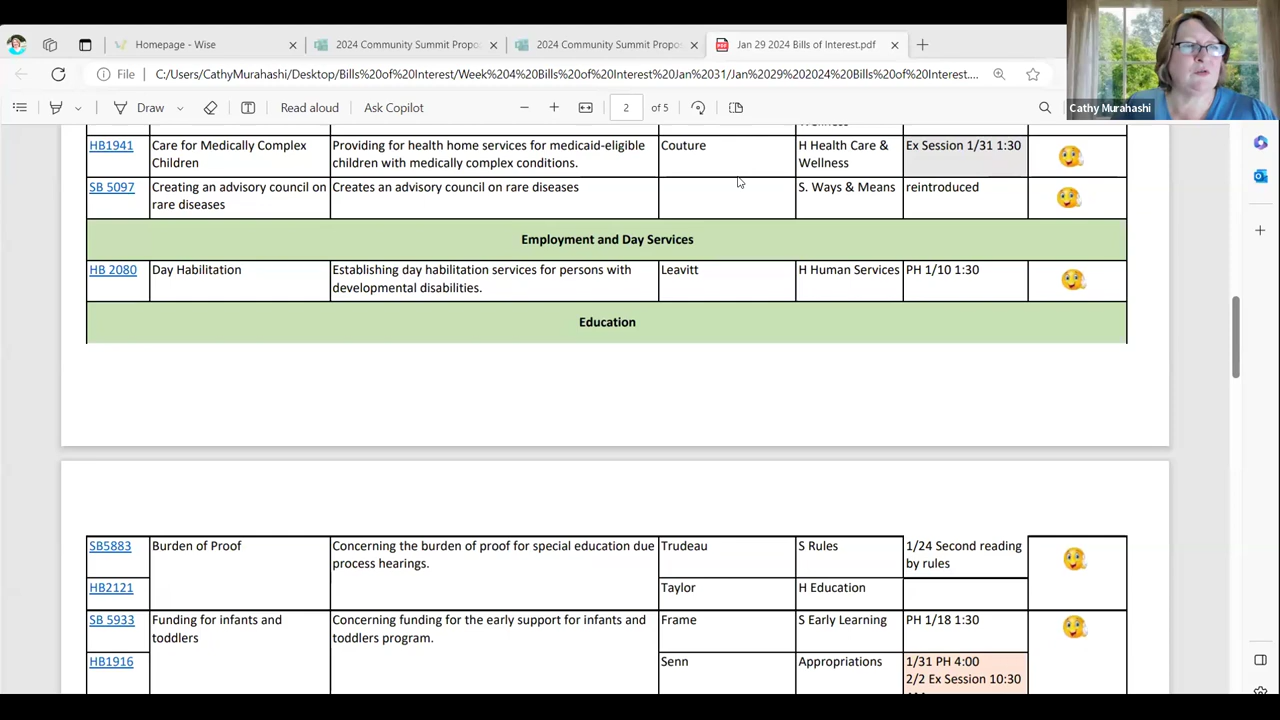 Homepage - Wise
2024 Community Summit Propo
2024 Community Summit Propo
Jan 29 2024 Bills of Interest.pdf
File
C:/Users/CathyMurahashi/Desktop/Bills%20of%20Interest/Week%204%20Bills%20of%20Interest%20Jan%2031/Jan%2029%202024%20Bills%20of%20Interest....
Draw
Read aloud
Ask Copilot
2 of 5
Cathy Murahashi
HB1941
Care for Medically Complex
Children
Providing for health home services for medicaid-eligible
children with medically complex conditions.
Couture
H Health Care &
Wellness
Ex Session 1/31 1:30
SB 5097
Creating an advisory council on
rare diseases
Creates an advisory council on rare diseases
S. Ways & Means
reintroduced
Employment and Day Services
HB 2080
Day Habilitation
Establishing day habilitation services for persons with
developmental disabilities.
Leavitt
H Human Services
PH 1/10 1:30
Education
SB5883
Burden of Proof
Concerning the burden of proof for special education due
process hearings.
Trudeau
S Rules
1/24 Second reading
by rules
HB2121
Taylor
H Education
SB 5933
Funding for infants and
toddlers
Concerning funding for the early support for infants and
toddlers program.
Frame
S Early Learning
PH 1/18 1:30
HB1916
Senn
Appropriations
1/31 PH 4:00
2/2 Ex Session 10:30